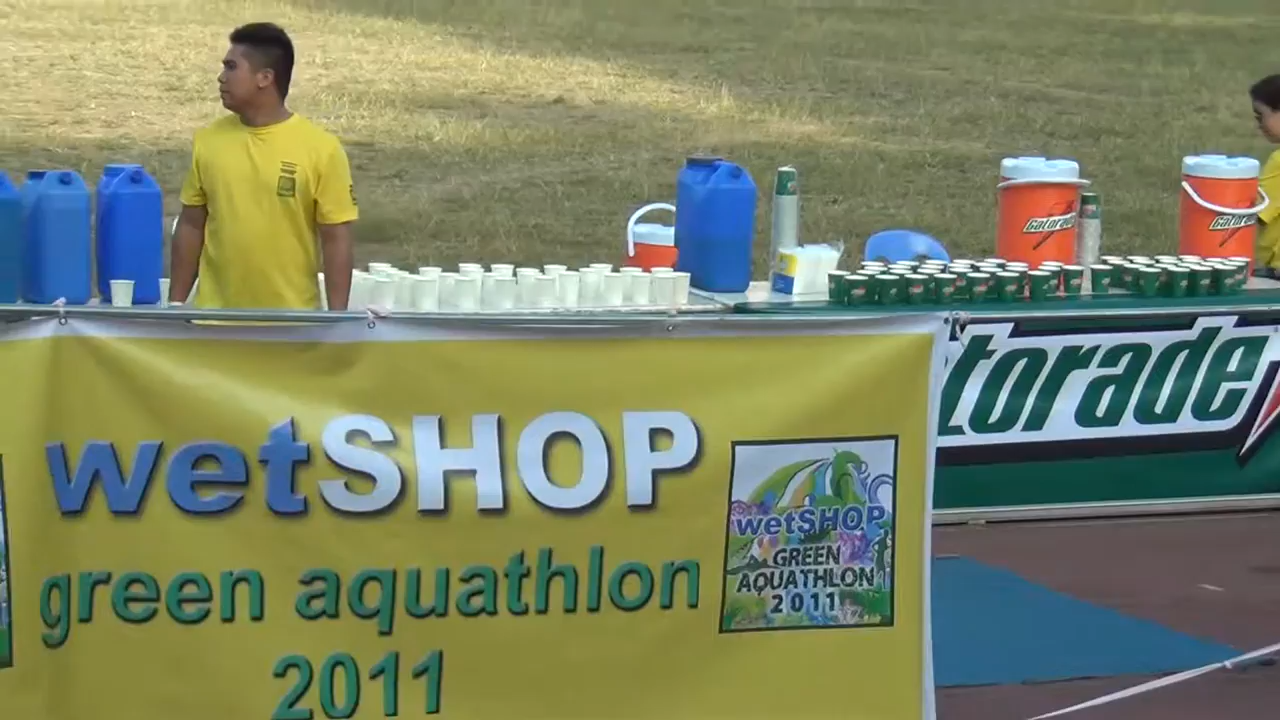 Gatorade
Gatorade
torade
wetSHOP
green aquathlon
2011
wetSHOP
GREEN
AQUATHLON
2011